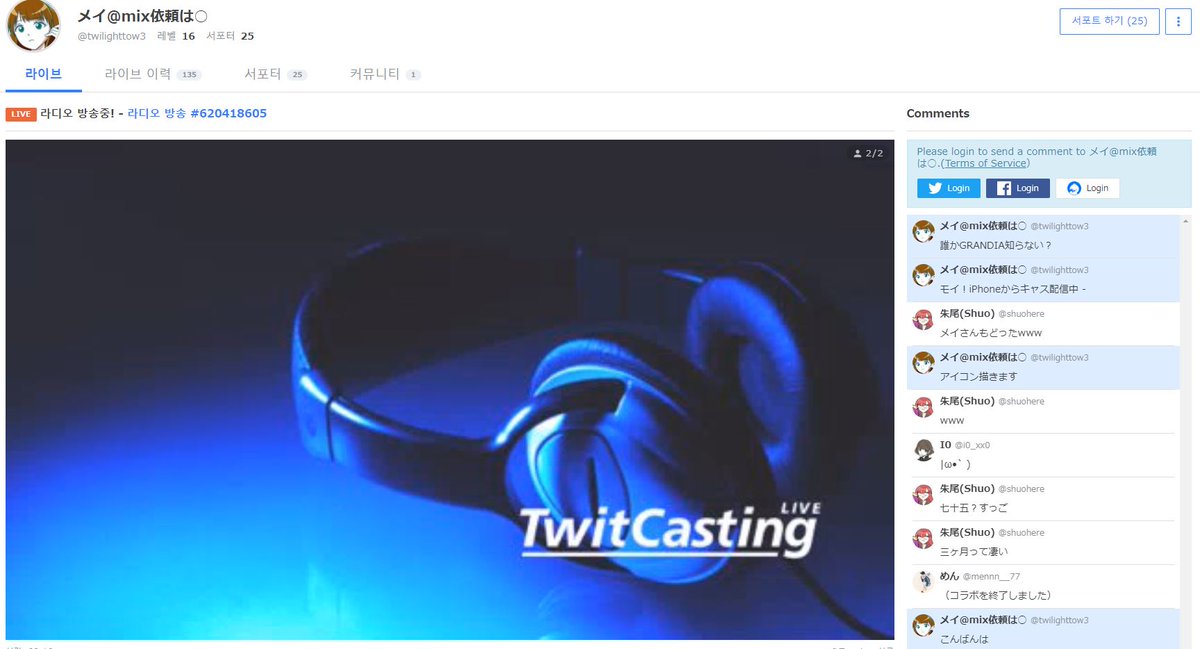 メイ@mix依頼は○
@twilighttow3 레벨 16 서포터 25
서포트 하기 (25)
라이브 라이브 이력 135 서포터 25 커뮤니티 1
LIVE 라디오 방송중! - 라디오 방송 #620418605
2/2
TwitCasting LIVE
Comments
Please login to send a comment to メイ@mix依頼
は○.(Terms of Service)
Login Login Login
メイ@mix依頼は○ @twilighttow3
誰かGRANDIA知らない？
メイ@mix依頼は○ @twilighttow3
モイ！iPhoneからキャス配信中 -
朱尾(Shuo) @shuohere
メイさんもどったwww
メイ@mix依頼は○ @twilighttow3
アイコン描きます
朱尾(Shuo) @shuohere
www
I0 @i0_xx0
|ω•` )
朱尾(Shuo) @shuohere
七十五？すっご
朱尾(Shuo) @shuohere
三ヶ月って凄い
めん @mennn__77
（コラボを終了しました）
メイ@mix依頼は○ @twilighttow3
こんばんは